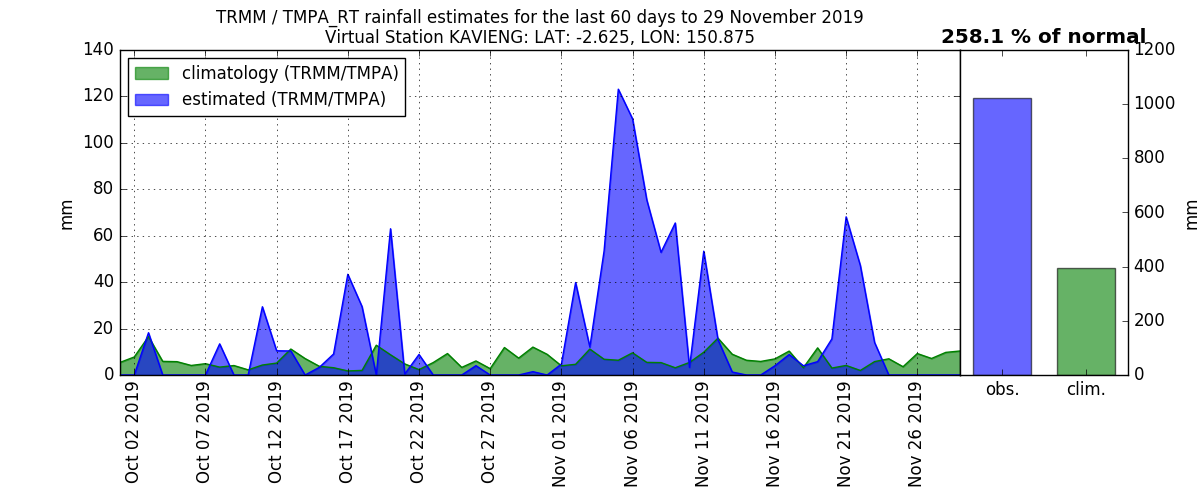 TRMM / TMPA_RT rainfall estimates for the last 60 days to 29 November 2019
Virtual Station KAVIENG: LAT: -2.625, LON: 150.875
258.1 % of normal
climatology (TRMM/TMPA)
estimated (TRMM/TMPA)
140
120
100
80
60
40
20
0
mm
Oct 02 2019
Oct 07 2019
Oct 12 2019
Oct 17 2019
Oct 22 2019
Oct 27 2019
Nov 01 2019
Nov 06 2019
Nov 11 2019
Nov 16 2019
Nov 21 2019
Nov 26 2019
obs.
clim.
1200
1000
800
600
400
200
0
mm